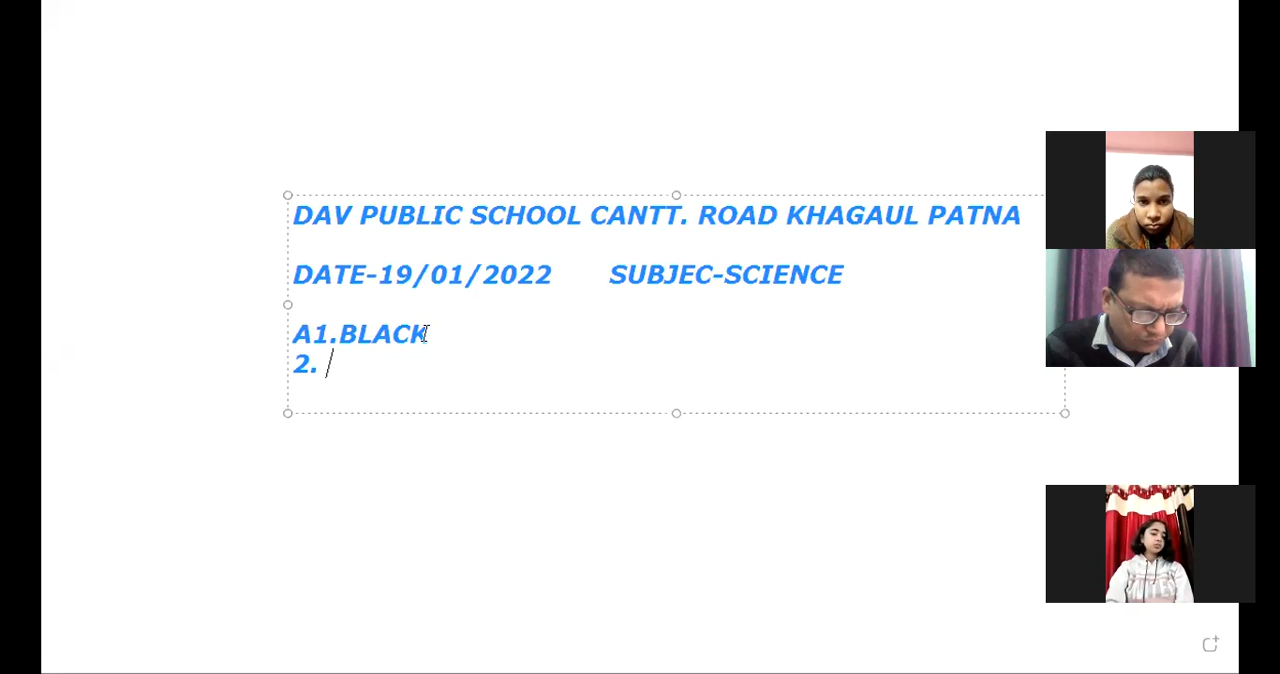 DAV PUBLIC SCHOOL CANTT. ROAD KHAGAUL PATNA
DATE-19/01/2022 SUBJEC-SCIENCE
A1.BLACK
2.